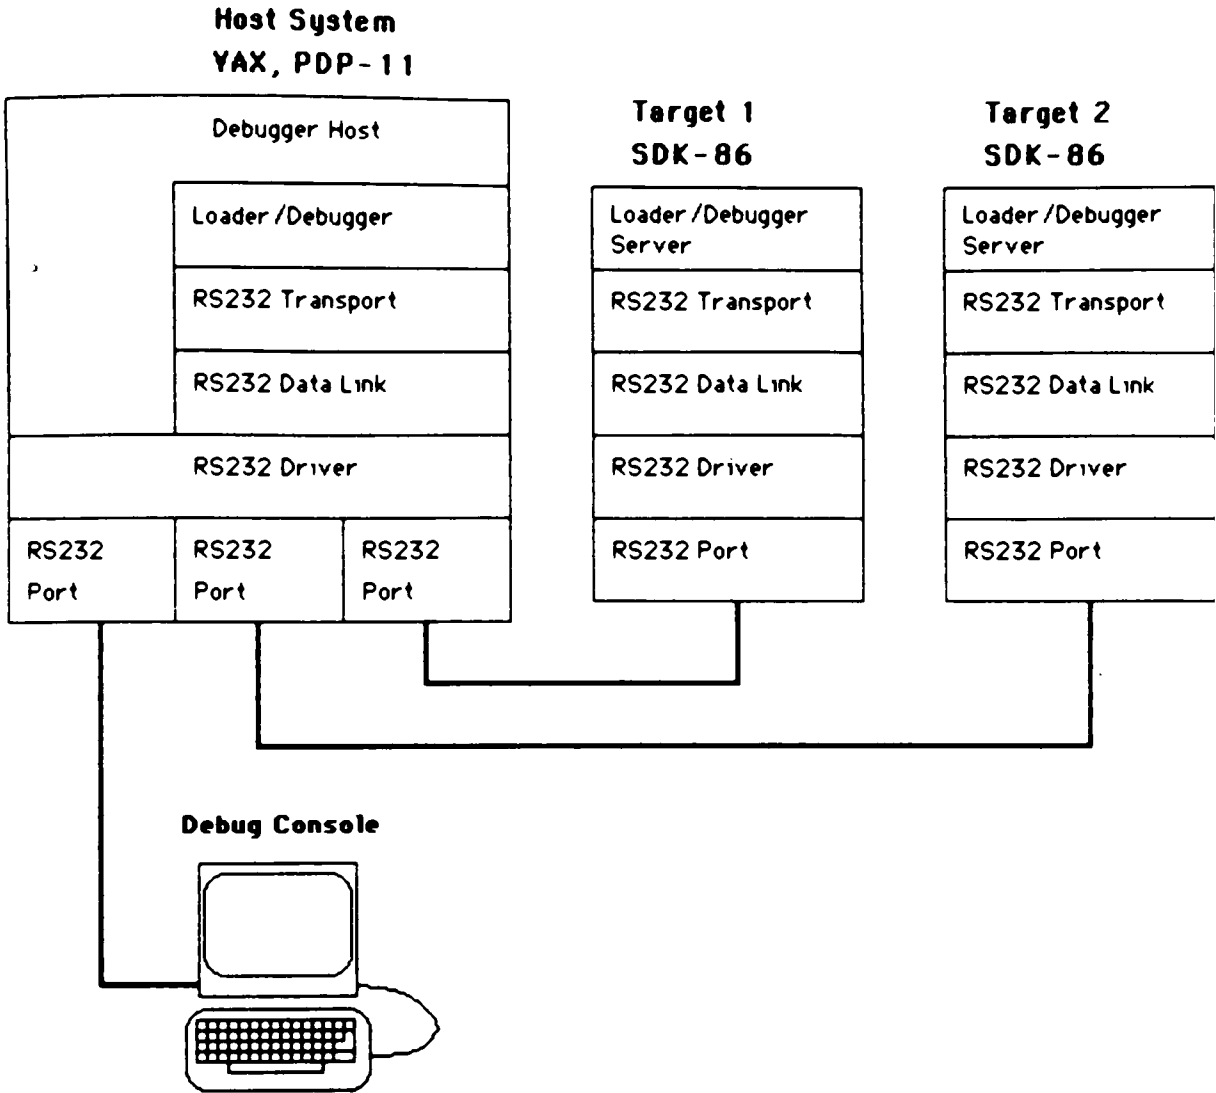 Host System
VAX, PDP-11
Debugger Host
Loader/Debugger
RS232 Transport
RS232 Data Link
RS232 Driver
RS232
Port
RS232
Port
RS232
Port
Target 1
SDK-86
Loader/Debugger
Server
RS232 Transport
RS232 Data Link
RS232 Driver
RS232 Port
Target 2
SDK-86
Loader/Debugger
Server
RS232 Transport
RS232 Data Link
RS232 Driver
RS232 Port
Debug Console